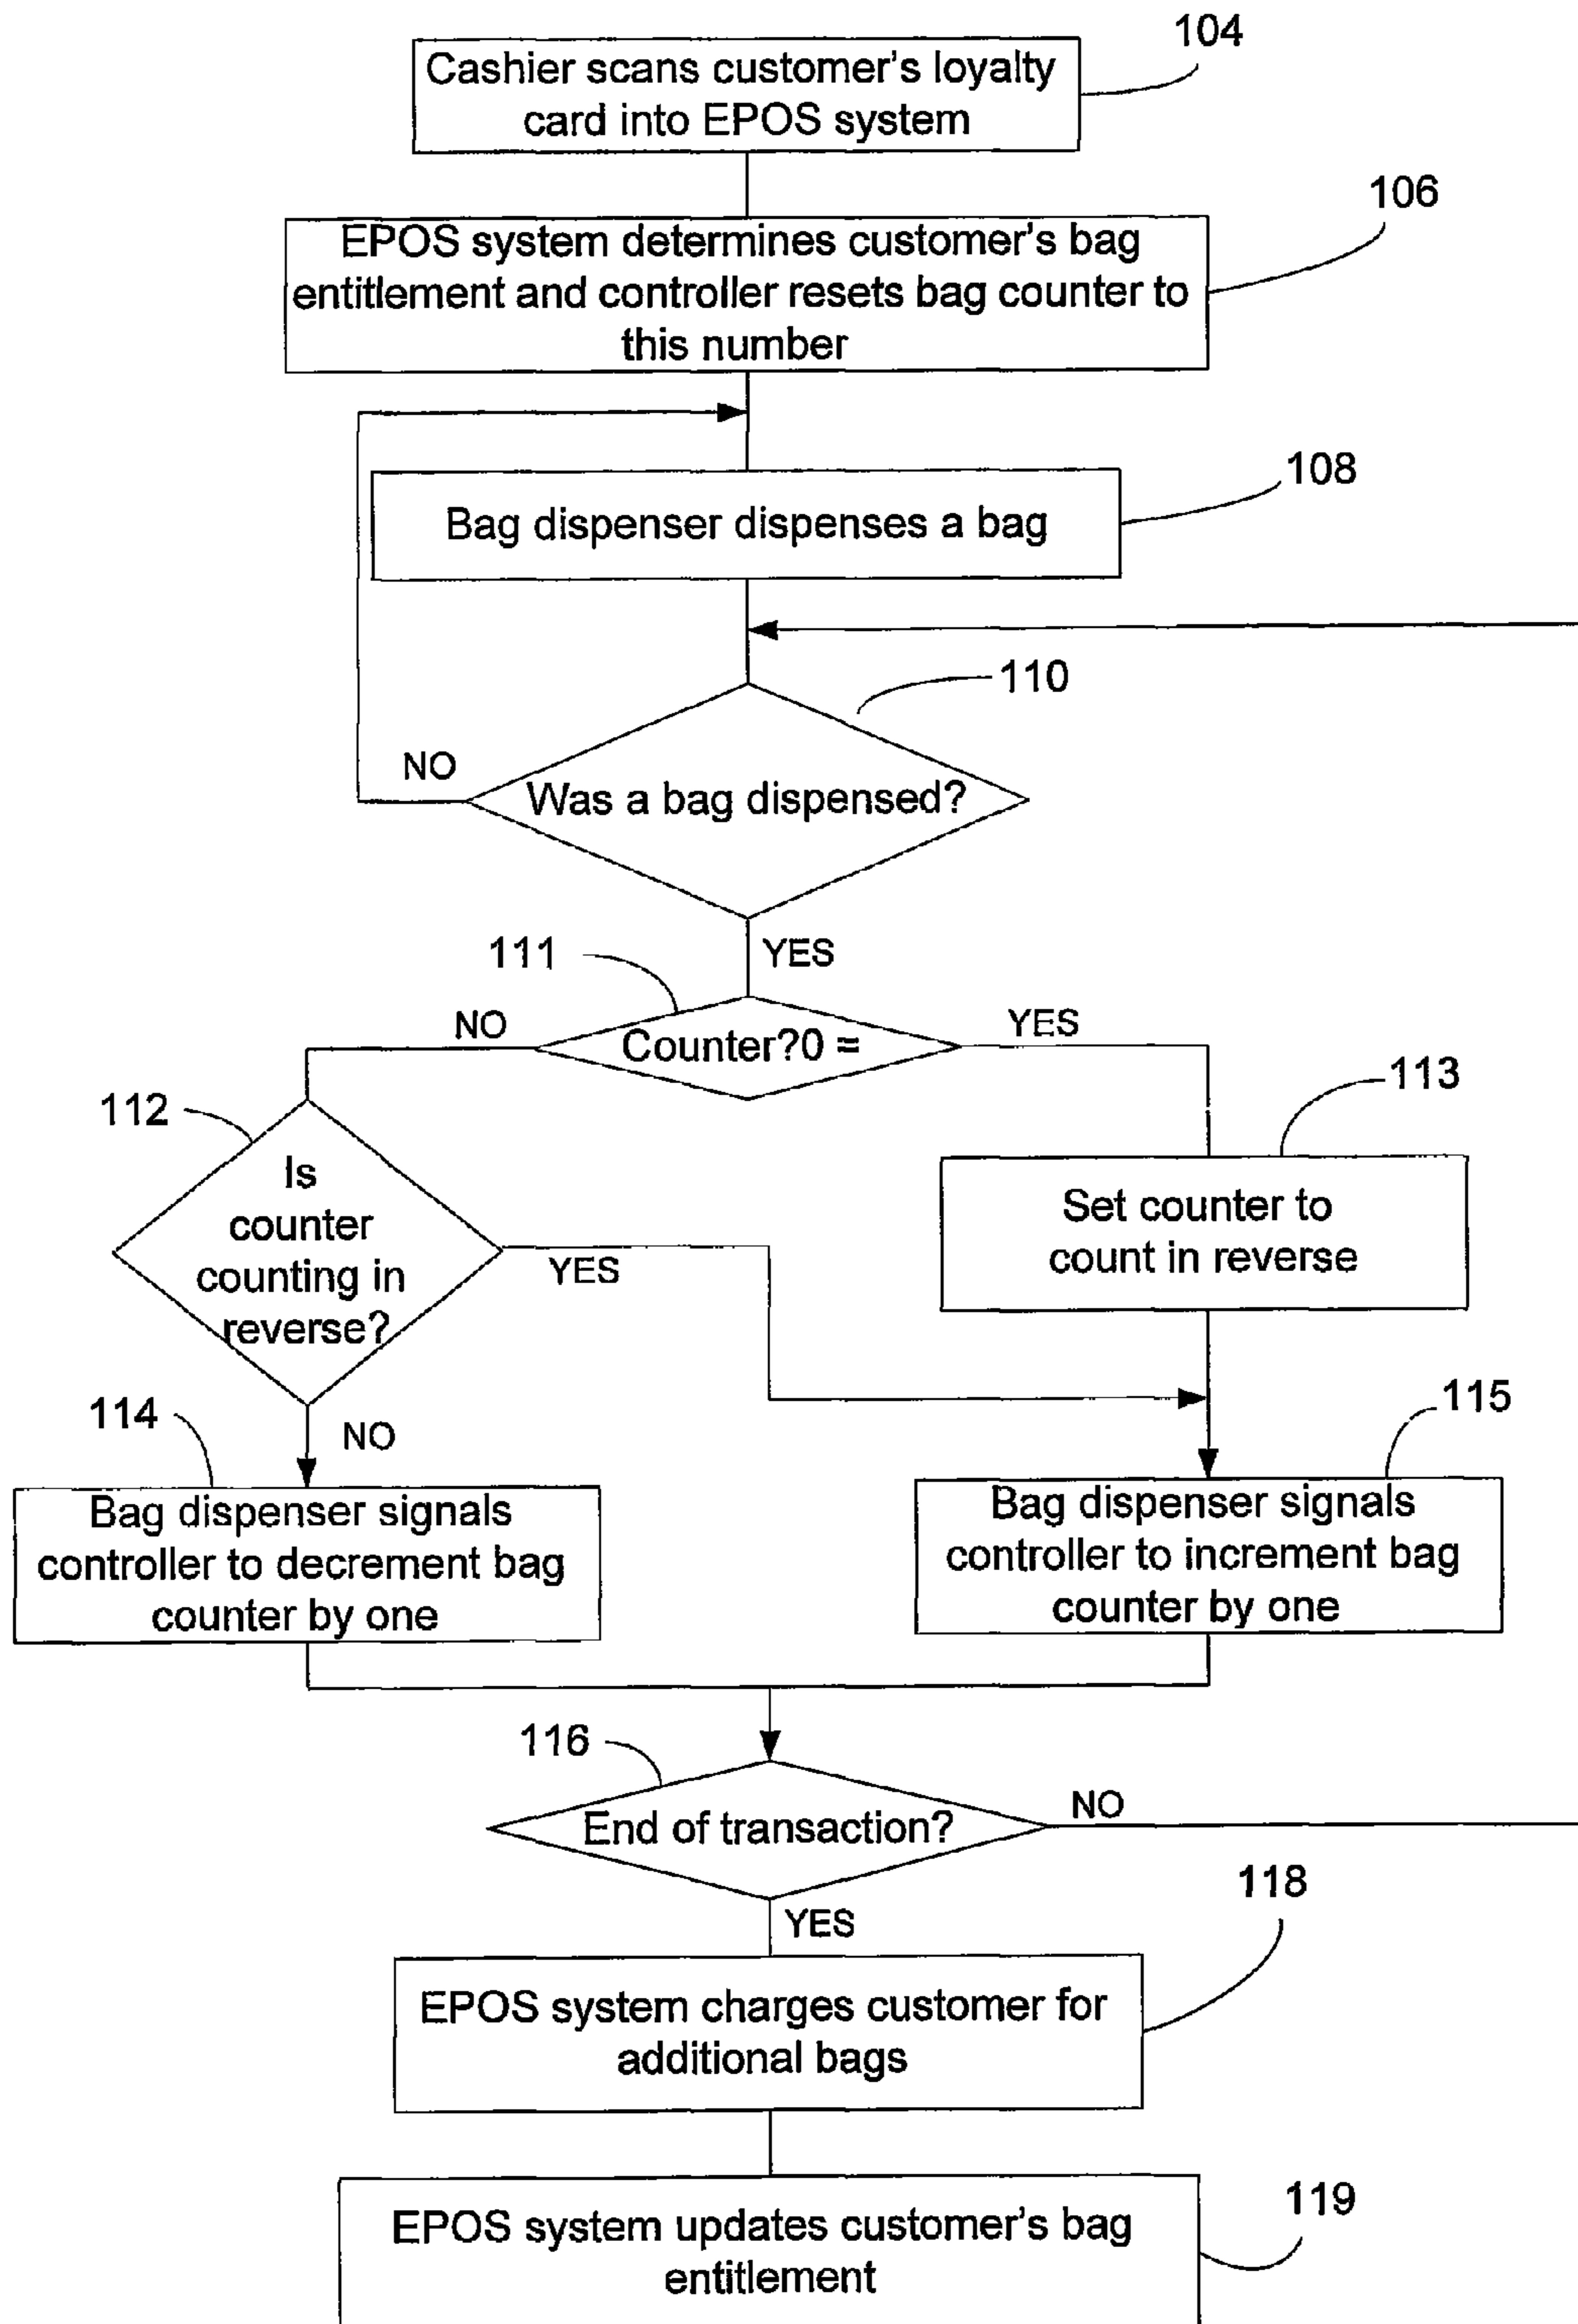 104
Cashier scans customer's loyalty
card into EPOS system
106
EPOS system determines customer's bag
entitlement and controller resets bag counter to
this number
108
Bag dispenser dispenses a bag
110
NO
Was a bag dispensed?
YES
111
NO
Counter?0 =
YES
112
113
Is
counter
counting in
reverse?
YES
Set counter to
count in reverse
114
NO
115
Bag dispenser signals
controller to decrement bag
counter by one
Bag dispenser signals
controller to increment bag
counter by one
116
End of transaction?
NO
YES
118
EPOS system charges customer for
additional bags
119
EPOS system updates customer's bag
entitlement